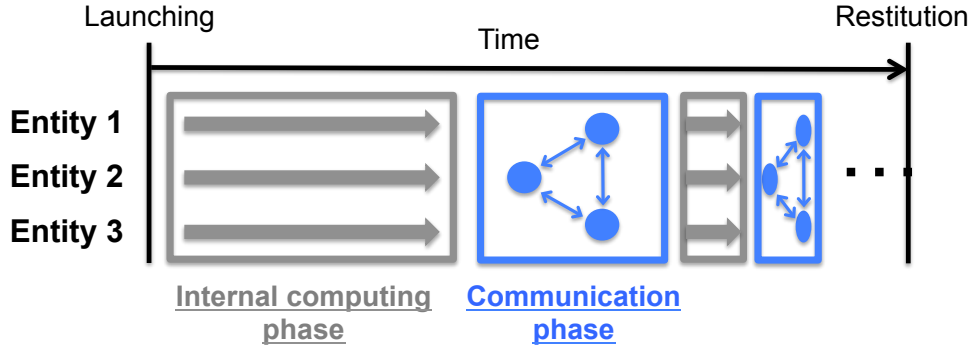 Launching
Restitution
Time
Entity 1
Entity 2
Entity 3
. . .
Internal computing
phase
Communication
phase